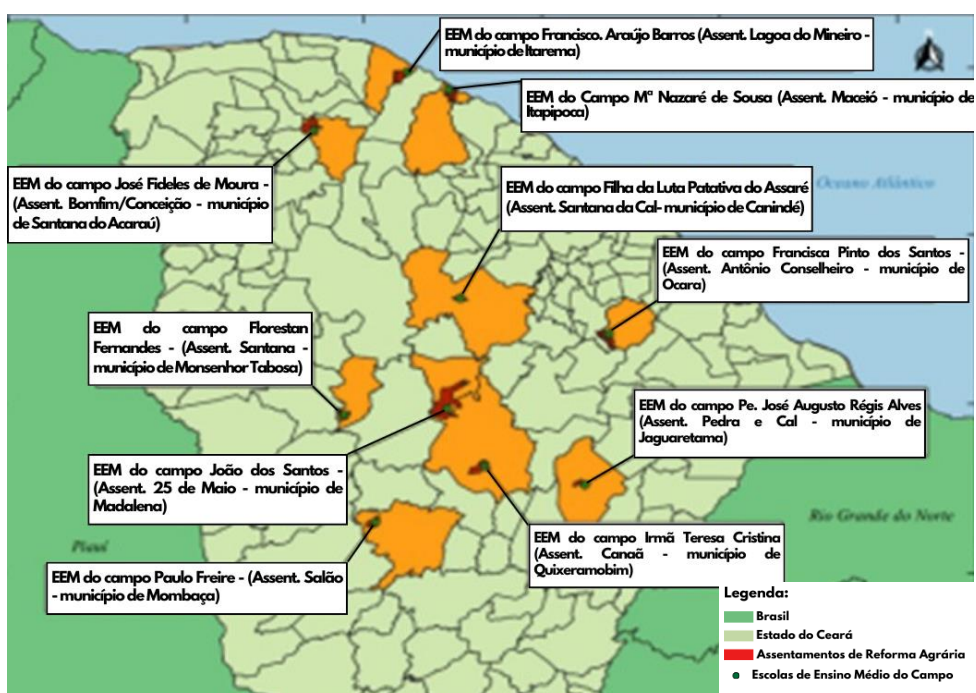 EEM do campo Francisco. Araújo Barros (Assent. Lagoa do Mineiro -
município de Itarema)
EEM do Campo Mª Nazaré de Sousa (Assent. Maceió - município de
Itapipoca)
EEM do campo José Fideles de Moura -
(Assent. Bomfim/Conceição - município
de Santana do Acaraú)
EEM do campo Filha da Luta Patativa do Assaré
(Assent. Santana da Cal- município de Canindé)
Oceano Atlântico
EEM do campo Francisca Pinto dos Santos -
(Assent. Antônio Conselheiro - município de
Ocara)
EEM do campo Florestan
Fernandes - (Assent. Santana -
município de Monsenhor Tabosa)
EEM do campo Pe. José Augusto Régis Alves
(Assent. Pedra e Cal - município de
Jaguaretama)
EEM do campo João dos Santos -
(Assent. 25 de Maio - município de
Madalena)
Rio Grande do Norte
EEM do campo Irmã Teresa Cristina
(Assent. Canaã - município de
Quixeramobim)
Piauí
EEM do campo Paulo Freire - (Assent. Salão
- município de Mombaça)
Legenda:
Brasil
Estado do Ceará
Assentamentos de Reforma Agrária
Escolas de Ensino Médio do Campo